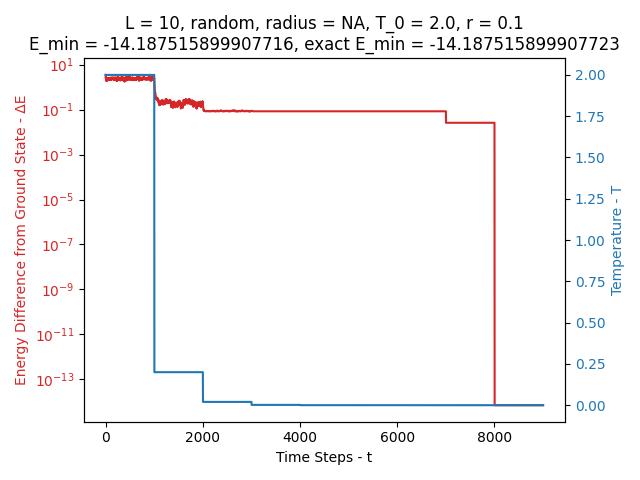 L = 10, random, radius = NA, T_0 = 2.0, r = 0.1
E_min = -14.187515899907716, exact E_min = -14.187515899907723
Energy Difference from Ground State - ΔE
10^1
10^-1
10^-3
10^-5
10^-7
10^-9
10^-11
10^-13
2.00
1.75
1.50
1.25
1.00
0.75
0.50
0.25
0.00
Temperature - T
0 2000 4000 6000 8000
Time Steps - t